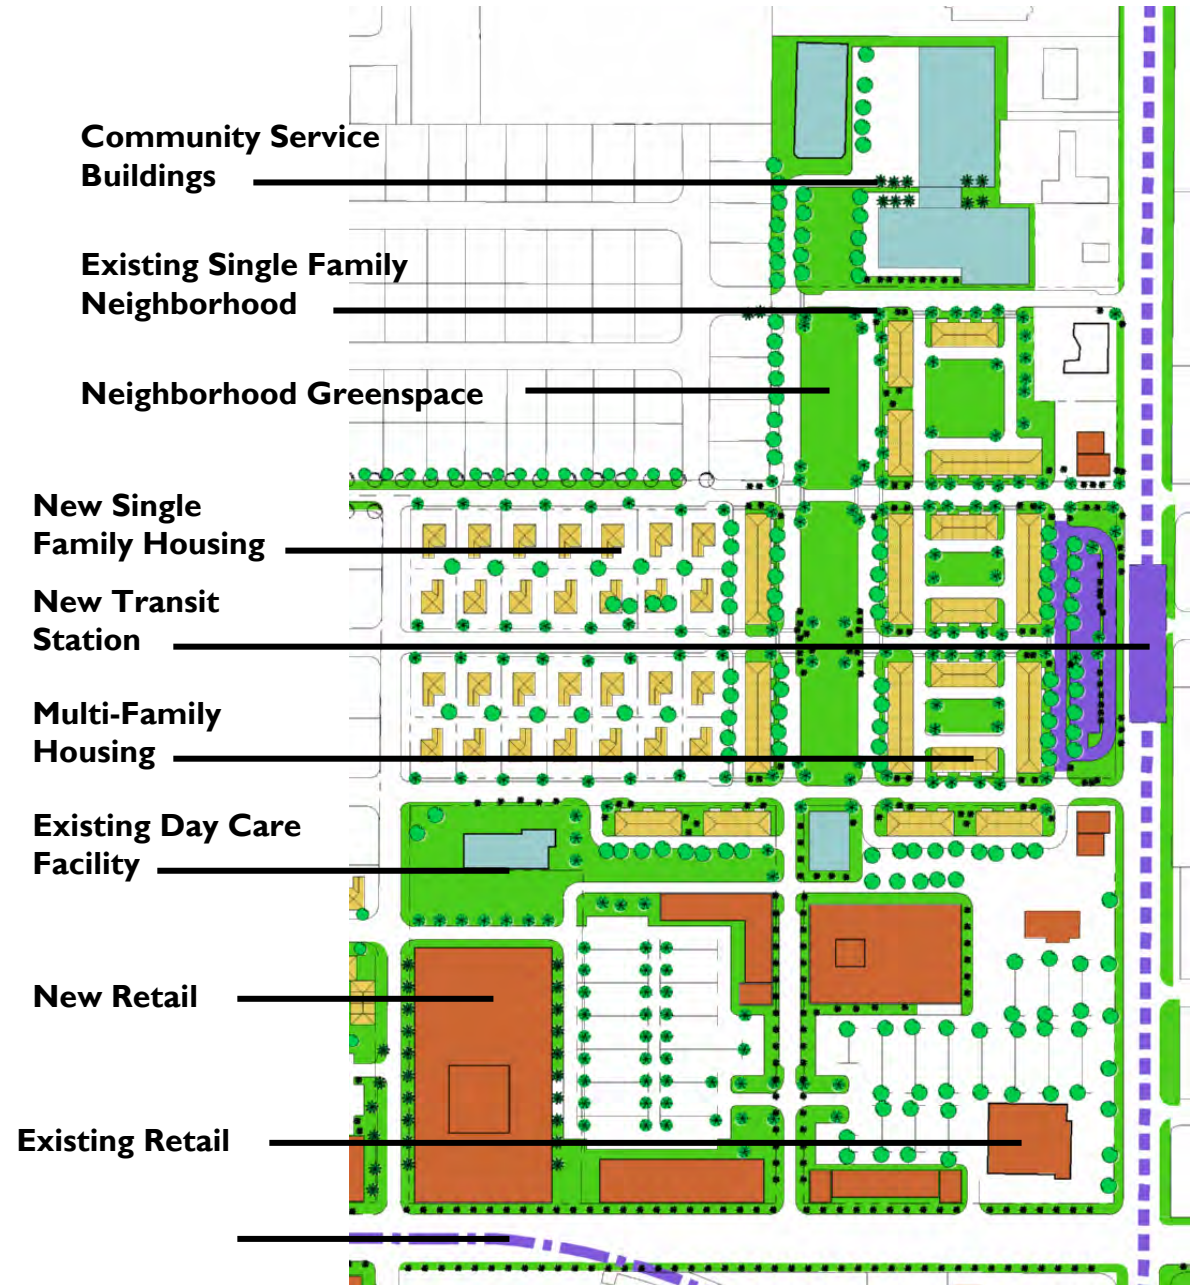 Community Service
Buildings
Existing Single Family
Neighborhood
Neighborhood Greenspace
New Single
Family Housing
New Transit
Station
Multi-Family
Housing
Existing Day Care
Facility
New Retail
Existing Retail